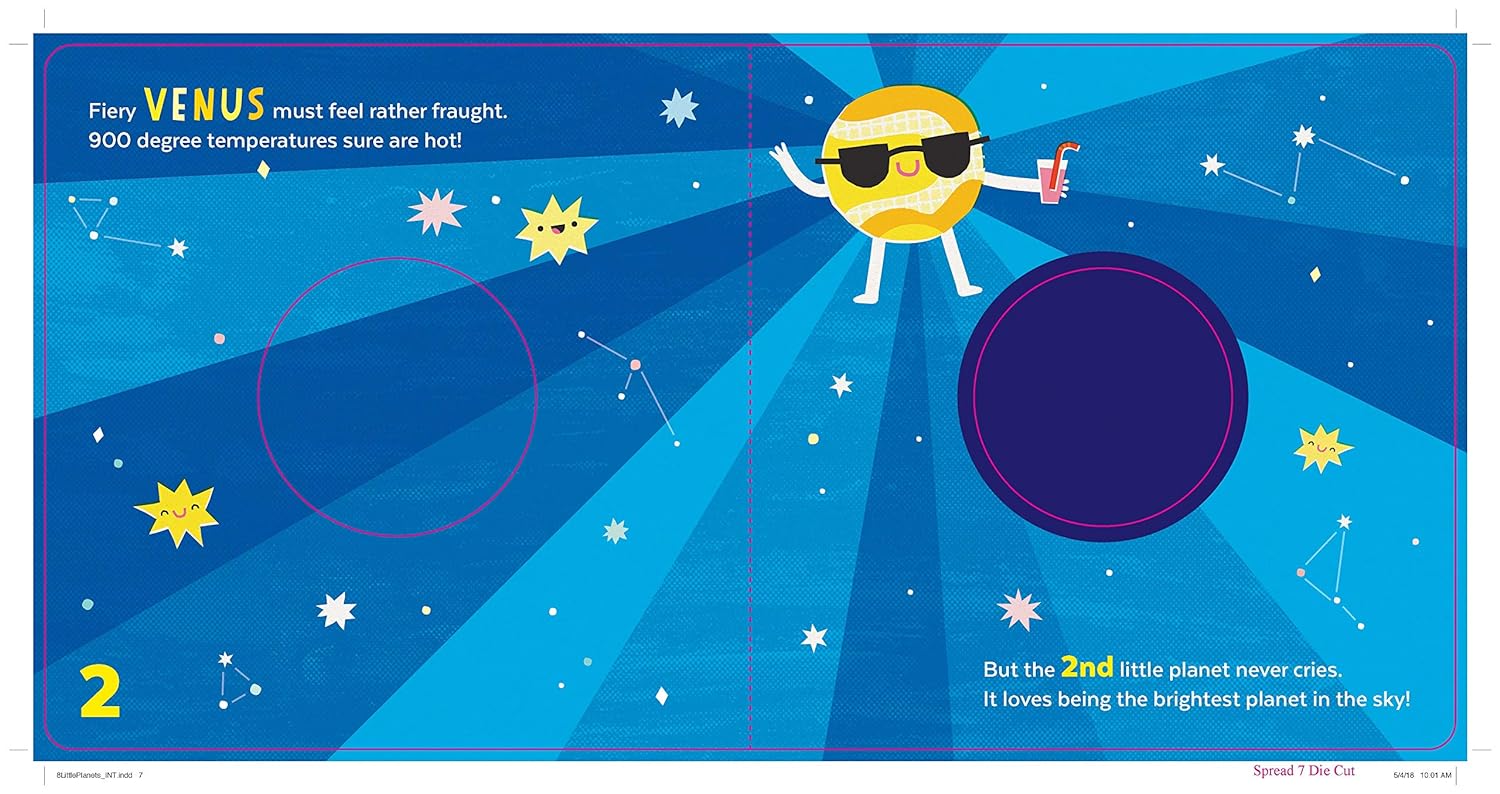 Fiery VENUS must feel rather fraught.
900 degree temperatures sure are hot!
2
But the 2nd little planet never cries.
It loves being the brightest planet in the sky!
8LittlePlanets_INT.indd 7
Spread 7 Die Cut
5/4/18 10:01 AM